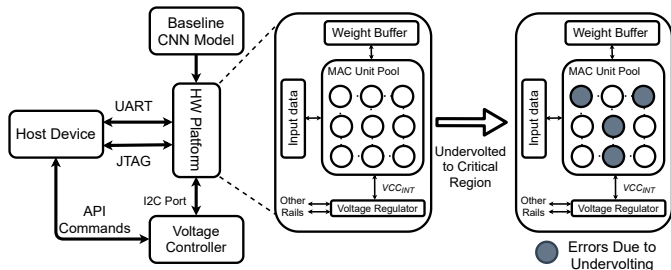 Baseline
CNN Model
UART
Host Device
JTAG
HW Platform
I2C Port
API
Commands
Voltage
Controller
Weight Buffer
MAC Unit Pool
Input data
VCCINT
Other
Rails
Voltage Regulator
Undervolted
to Critical
Region
Weight Buffer
MAC Unit Pool
Input data
VCCINT
Other
Rails
Voltage Regulator
Errors Due to
Undervolting